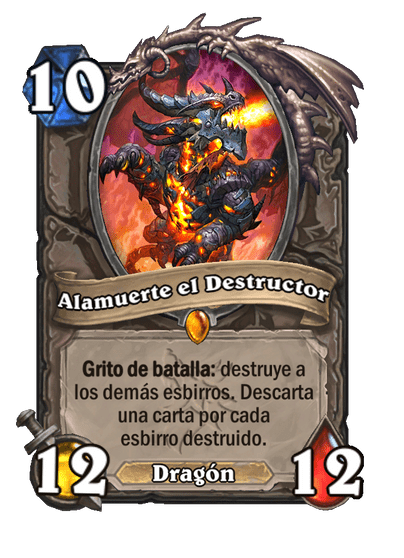 10
Alamuerte el Destructor
Grito de batalla: destruye a
los demás esbirros. Descarta
una carta por cada
esbirro destruido.
12
Dragón
12